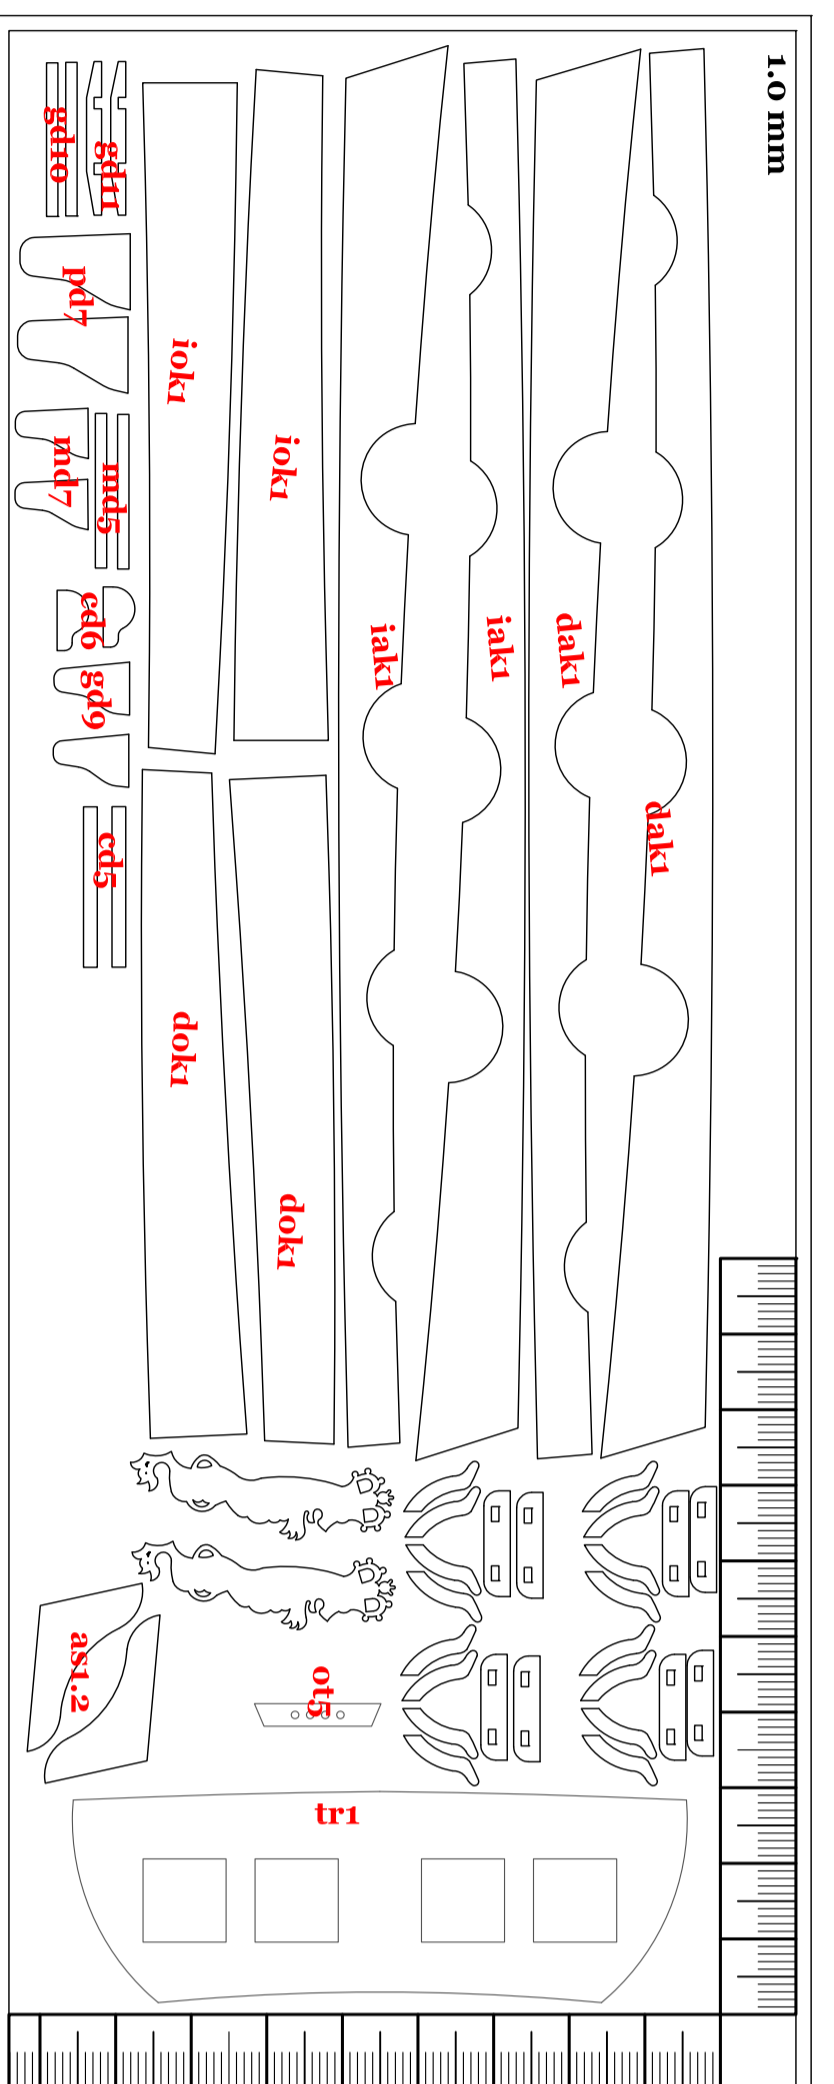 1.0 mm
gd10
gd11
pd7
iok1
iok1
md7
md5
cd6
gd9
iak1
iak1
dak1
dak1
cd5
dok1
dok1
as1.2
ot5
tr1